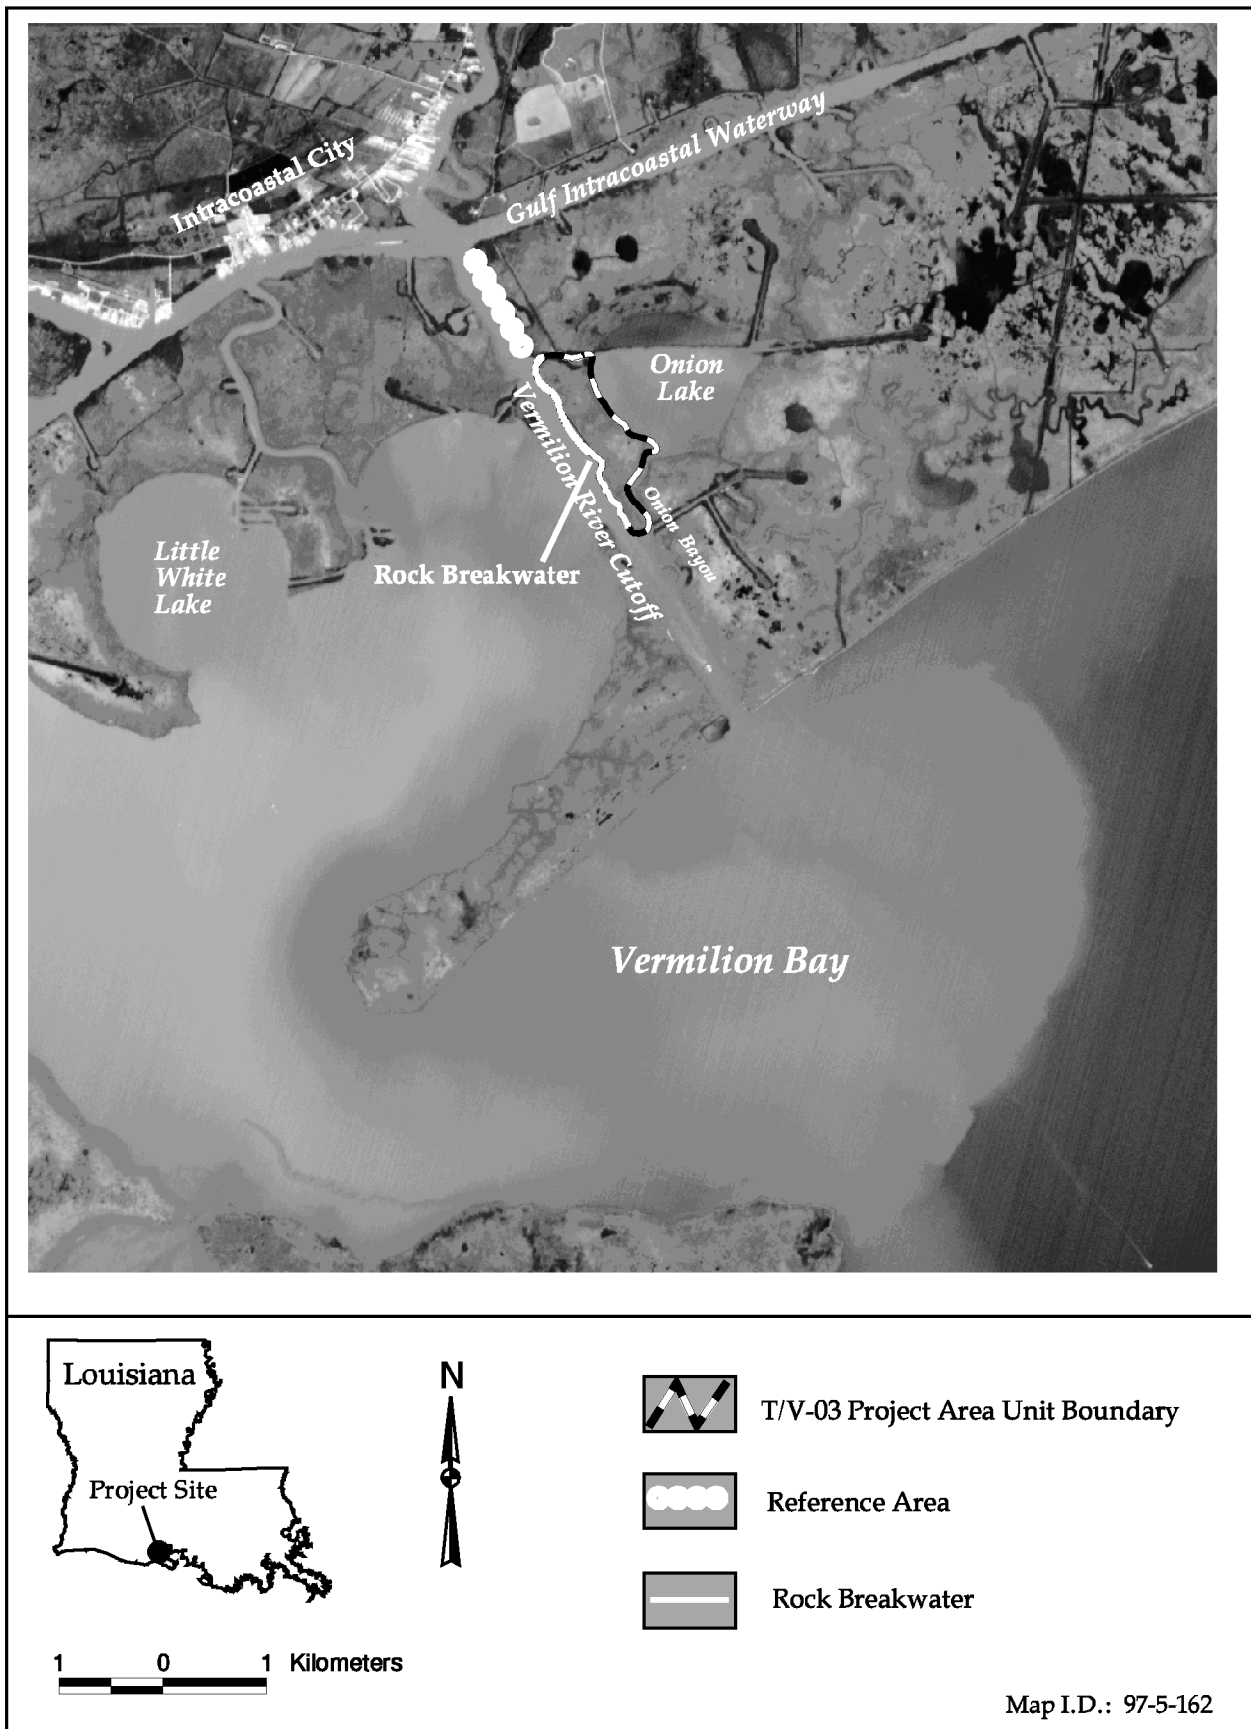 Intracoastal City
Gulf Intracoastal Waterway
Onion
Lake
Vermilion River Cutoff
Onion Bayou
Rock Breakwater
Little
White
Lake
Vermilion Bay
Louisiana
Project Site
N
1 0 1 Kilometers
T/V-03 Project Area Unit Boundary
Reference Area
Rock Breakwater
Map I.D.: 97-5-162